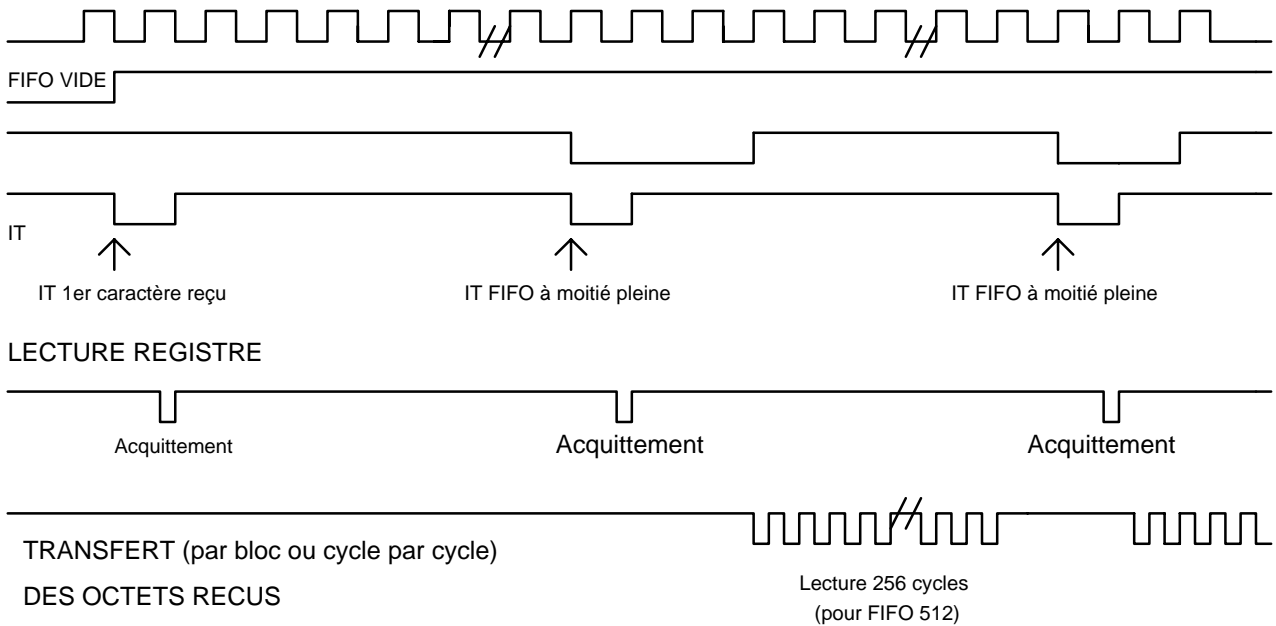 FIFO VIDE
IT
IT 1er caractère reçu
IT FIFO à moitié pleine
IT FIFO à moitié pleine
LECTURE REGISTRE
Acquittement
Acquittement
Acquittement
TRANSFERT (par bloc ou cycle par cycle)
DES OCTETS RECUS
Lecture 256 cycles
(pour FIFO 512)